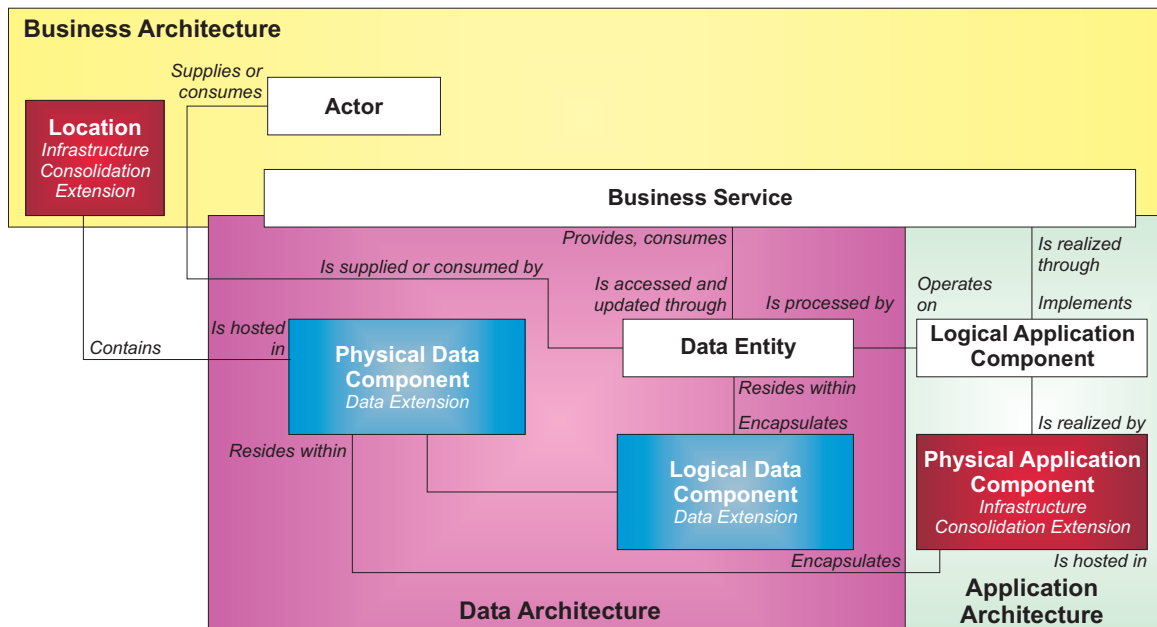 Business Architecture
Supplies or
consumes
Actor
Location
Infrastructure
Consolidation
Extension
Business Service
Provides, consumes
Is realized
through
Is supplied or consumed by
Is accessed and
updated through
Is processed by
Operates
on
Implements
Contains
Is hosted
in
Physical Data
Component
Data Extension
Data Entity
Logical Application
Component
Resides within
Encapsulates
Is realized by
Resides within
Logical Data
Component
Data Extension
Physical Application
Component
Infrastructure
Consolidation Extension
Encapsulates
Is hosted in
Data Architecture
Application
Architecture